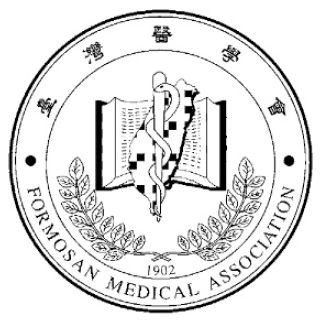 臺灣醫學會
1902
FORMOSAN MEDICAL ASSOCIATION